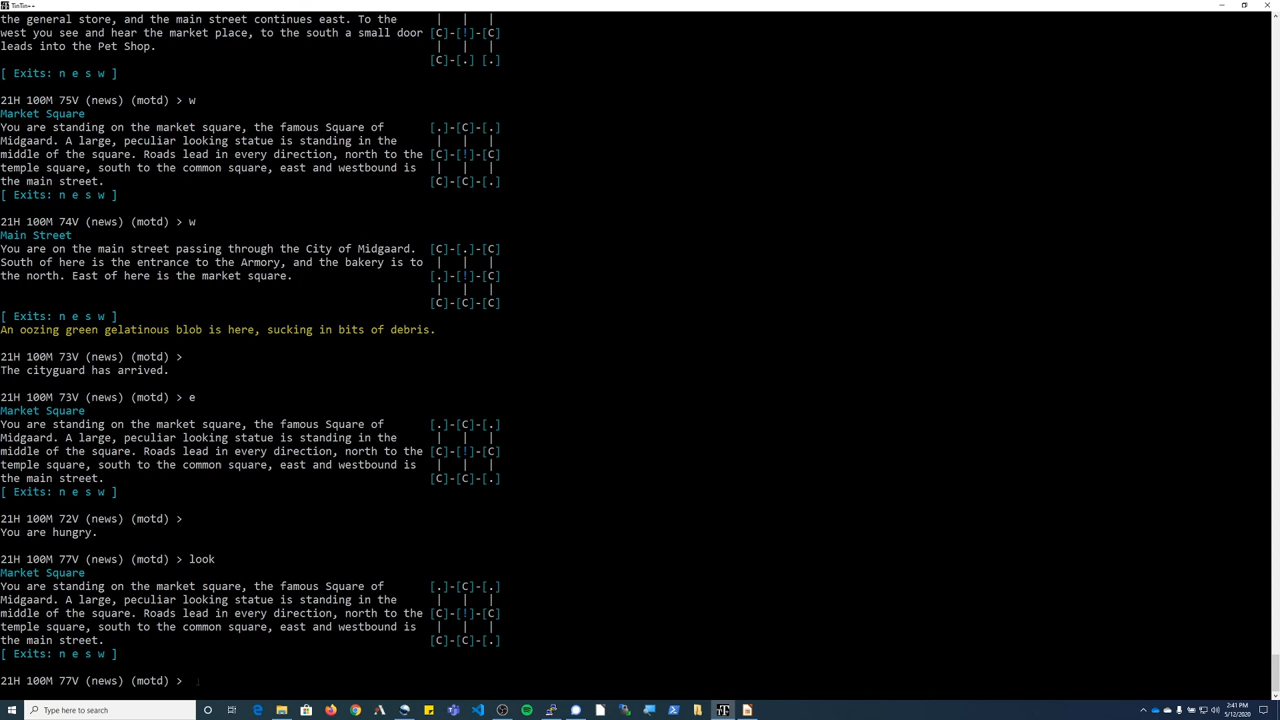 TinTin++
the general store, and the main street continues east. To the | | |
west you see and hear the market place, to the south a small door [C]-[!]-[C]
leads into the Pet Shop. | | |
[C]-[.] [.]
[ Exits: n e s w ]
21H 100M 75V (news) (motd) > w
Market Square
You are standing on the market square, the famous Square of [.]-[C]-[.]
Midgaard. A large, peculiar looking statue is standing in the | | |
middle of the square. Roads lead in every direction, north to the [C]-[!]-[C]
temple square, south to the common square, east and westbound is | | |
the main street. [C]-[C]-[.]
[ Exits: n e s w ]
21H 100M 74V (news) (motd) > w
Main Street
You are on the main street passing through the City of Midgaard. [C]-[.]-[C]
South of here is the entrance to the Armory, and the bakery is to | | |
the north. East of here is the market square. [.]-[!]-[C]
| | |
[C]-[C]-[C]
[ Exits: n e s w ]
An oozing green gelatinous blob is here, sucking in bits of debris.
21H 100M 73V (news) (motd) >
The cityguard has arrived.
21H 100M 73V (news) (motd) > e
Market Square
You are standing on the market square, the famous Square of [.]-[C]-[.]
Midgaard. A large, peculiar looking statue is standing in the | | |
middle of the square. Roads lead in every direction, north to the [C]-[!]-[C]
temple square, south to the common square, east and westbound is | | |
the main street. [C]-[C]-[.]
[ Exits: n e s w ]
21H 100M 72V (news) (motd) >
You are hungry.
21H 100M 77V (news) (motd) > look
Market Square
You are standing on the market square, the famous Square of [.]-[C]-[.]
Midgaard. A large, peculiar looking statue is standing in the | | |
middle of the square. Roads lead in every direction, north to the [C]-[!]-[C]
temple square, south to the common square, east and westbound is | | |
the main street. [C]-[C]-[.]
[ Exits: n e s w ]
21H 100M 77V (news) (motd) >
Type here to search
2:41 PM
5/12/2020